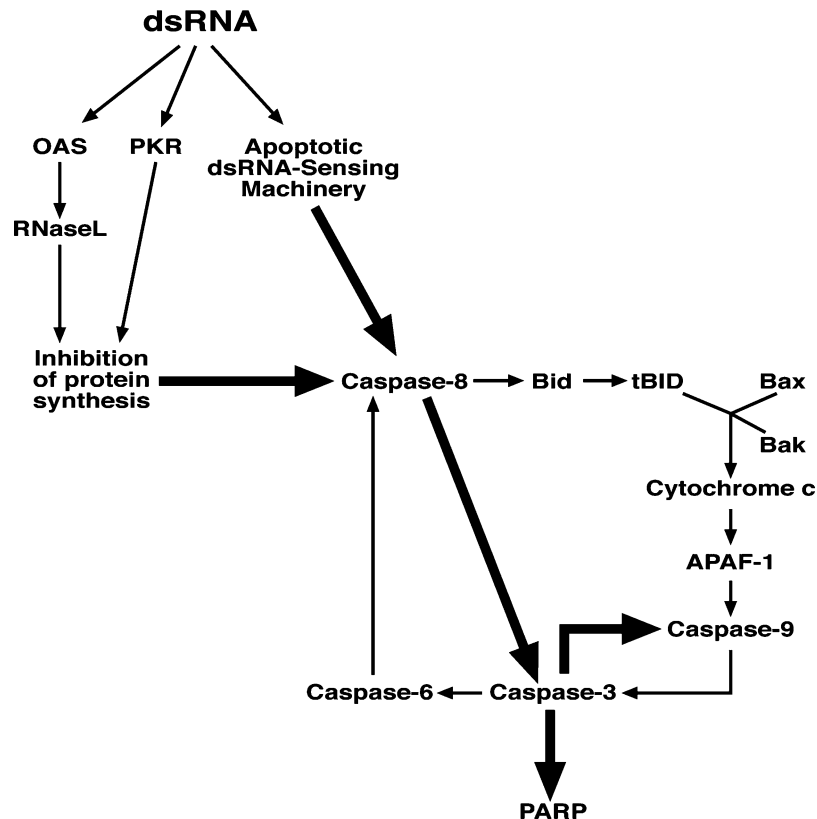 dsRNA
OAS
PKR
Apoptotic
dsRNA-Sensing
Machinery
RNaseL
Inhibition
of protein
synthesis
Caspase-8
Bid
tBID
Bax
Bak
Cytochrome c
APAF-1
Caspase-9
Caspase-6
Caspase-3
PARP